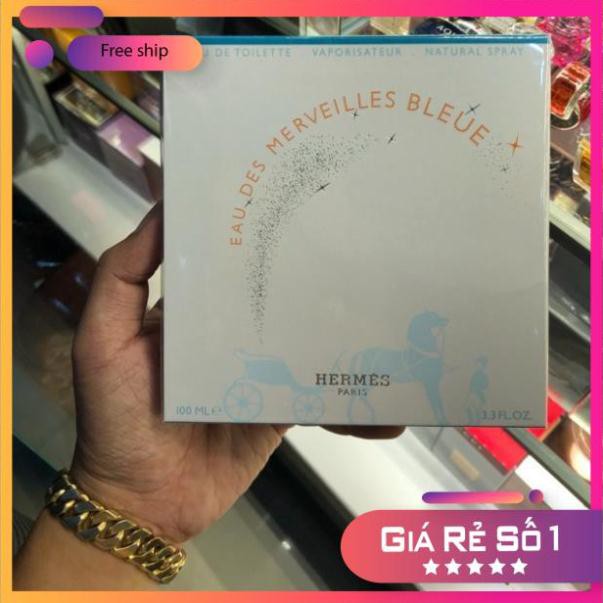 Free ship
DE TOILETTE VAPORISATEUR . NATURAL SPRAY
EAU DES MERVEILLES BLEUE
HERMÈS
PARIS
100 ML e 3.3 FL.OZ.
GIÁ RẺ SỐ 1